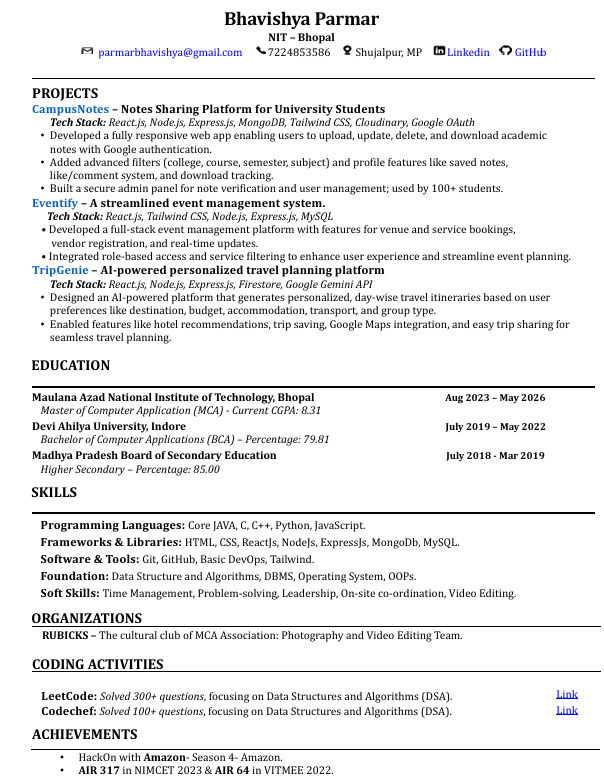 Bhavishya Parmar
NIT – Bhopal
parmarbhavishya@gmail.com 7224853586 Shujalpur, MP Linkedin GitHub
PROJECTS
CampusNotes – Notes Sharing Platform for University Students
Tech Stack: React.js, Node.js, Express.js, MongoDB, Tailwind CSS, Cloudinary, Google OAuth
• Developed a fully responsive web app enabling users to upload, update, delete, and download academic
notes with Google authentication.
• Added advanced filters (college, course, semester, subject) and profile features like saved notes,
like/comment system, and download tracking.
• Built a secure admin panel for note verification and user management; used by 100+ students.
Eventify – A streamlined event management system.
Tech Stack: React.js, Tailwind CSS, Node.js, Express.js, MySQL
• Developed a full-stack event management platform with features for venue and service bookings,
vendor registration, and real-time updates.
• Integrated role-based access and service filtering to enhance user experience and streamline event planning.
TripGenie – AI-powered personalized travel planning platform
Tech Stack: React.js, Node.js, Express.js, Firestore, Google Gemini API
• Designed an AI-powered platform that generates personalized, day-wise travel itineraries based on user
preferences like destination, budget, accommodation, transport, and group type.
• Enabled features like hotel recommendations, trip saving, Google Maps integration, and easy trip sharing for
seamless travel planning.
EDUCATION
Maulana Azad National Institute of Technology, Bhopal Aug 2023 – May 2026
Master of Computer Application (MCA) - Current CGPA: 8.31
Devi Ahilya University, Indore July 2019 – May 2022
Bachelor of Computer Applications (BCA) – Percentage: 79.81
Madhya Pradesh Board of Secondary Education July 2018 - Mar 2019
Higher Secondary – Percentage: 85.00
SKILLS
Programming Languages: Core JAVA, C, C++, Python, JavaScript.
Frameworks & Libraries: HTML, CSS, ReactJs, NodeJs, ExpressJs, MongoDb, MySQL.
Software & Tools: Git, GitHub, Basic DevOps, Tailwind.
Foundation: Data Structure and Algorithms, DBMS, Operating System, OOPs.
Soft Skills: Time Management, Problem-solving, Leadership, On-site co-ordination, Video Editing.
ORGANIZATIONS
RUBICKS – The cultural club of MCA Association: Photography and Video Editing Team.
CODING ACTIVITIES
LeetCode: Solved 300+ questions, focusing on Data Structures and Algorithms (DSA). Link
Codechef: Solved 100+ questions, focusing on Data Structures and Algorithms (DSA). Link
ACHIEVEMENTS
• HackOn with Amazon- Season 4- Amazon.
• AIR 317 in NIMCET 2023 & AIR 64 in VITMEE 2022.